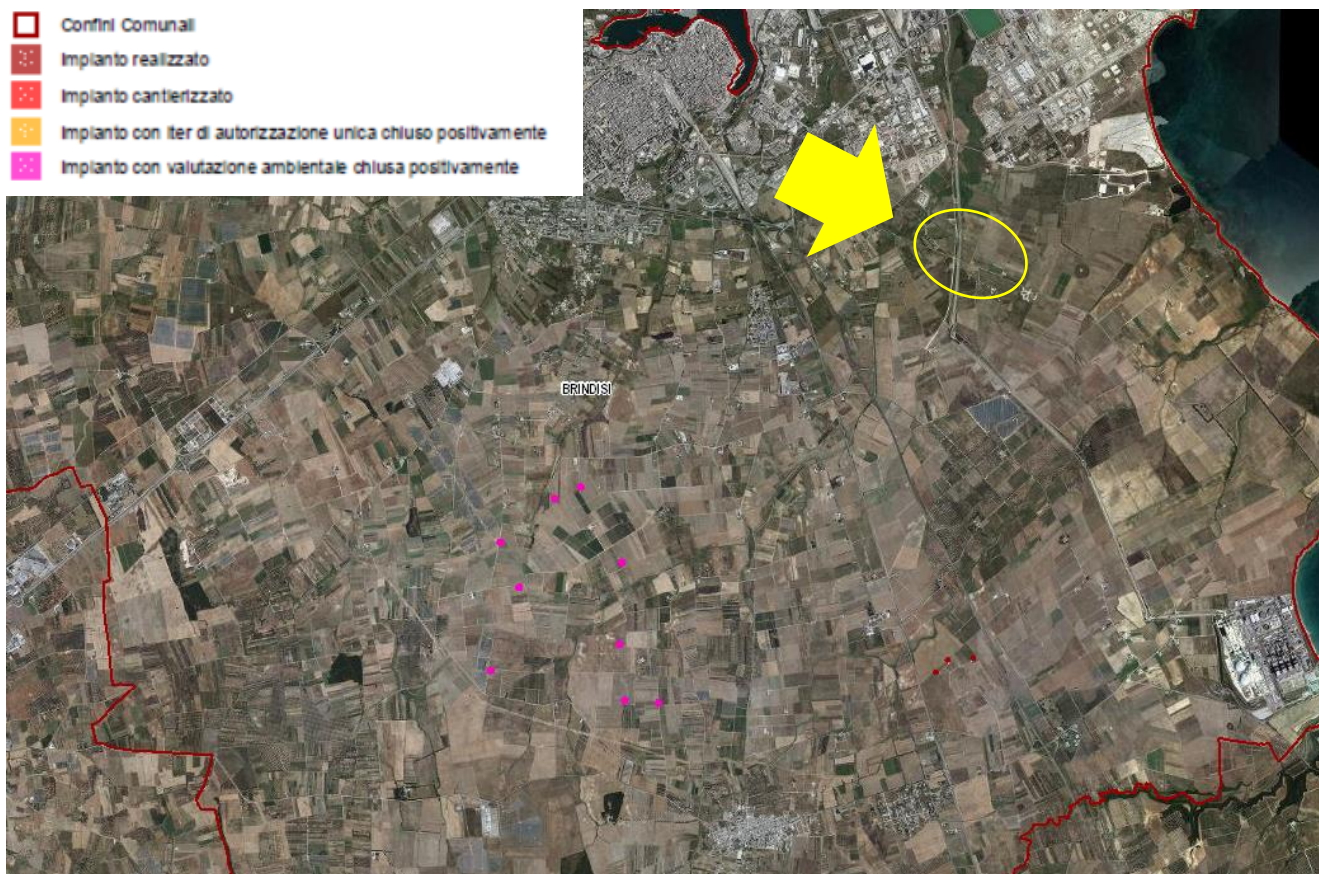 Confini Comunali
Impianto realizzato
Impianto cantierizzato
Impianto con iter di autorizzazione unica chiuso positivamente
Impianto con valutazione ambientale chiusa positivamente
BRINDISI